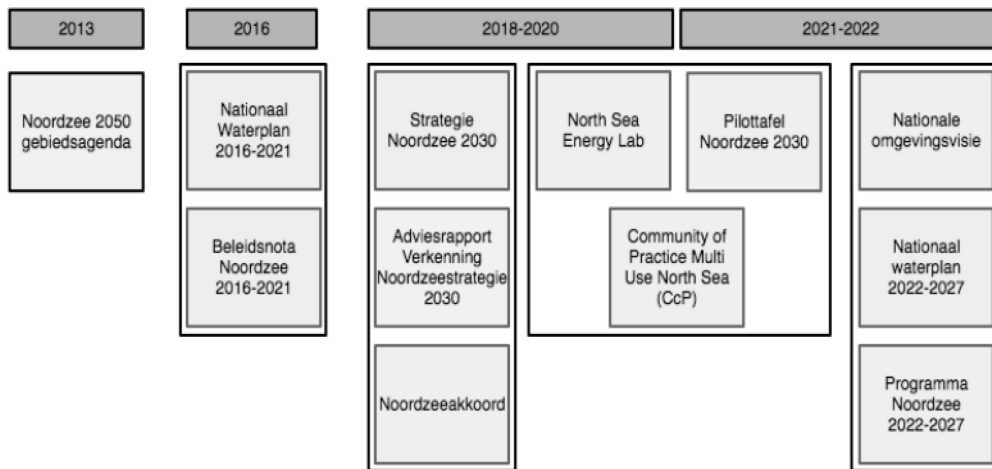 2013
2016
2018-2020
2021-2022
Noordzee 2050
gebiedsagenda
Nationaal
Waterplan
2016-2021
Beleidsnota
Noordzee
2016-2021
Strategie
Noordzee 2030
Adviesrapport
Verkenning
Noordzeestrategie
2030
Noordzeeakkoord
North Sea
Energy Lab
Pilottafel
Noordzee 2030
Community of
Practice Multi
Use North Sea
(CcP)
Nationale
omgevingsvisie
Nationaal
waterplan
2022-2027
Programma
Noordzee
2022-2027